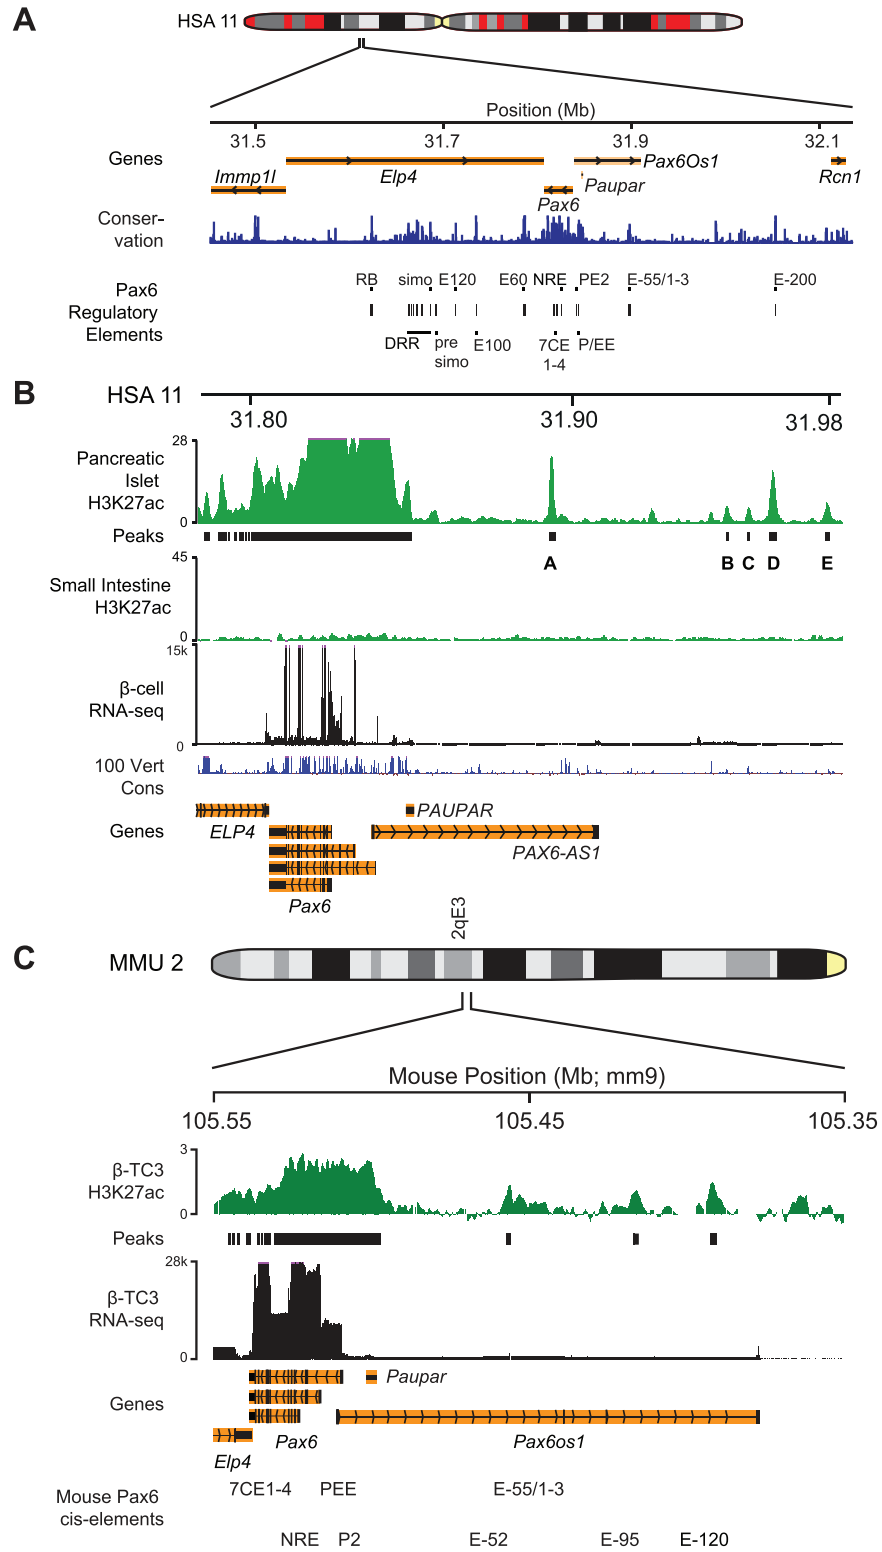 A
HSA 11
Position (Mb)
31.5 31.7 31.9 32.1
Genes
Immp1l Elp4 Pax6 Pax6Os1 Paupar Rcn1
Conser-
vation
Pax6
Regulatory
Elements
RB simo E120 E60 NRE PE2 E-55/1-3 E-200
DRR pre
simo E100 7CE
1-4 P/EE
B
HSA 11
31.80 31.90 31.98
Pancreatic
Islet
H3K27ac
28
0
Peaks
A B C D E
45
Small Intestine
H3K27ac
0
15k
β-cell
RNA-seq
0
100 Vert
Cons
Genes
ELP4 PAUPAR
PAX6-AS1
Pax6
C
2qE3
MMU 2
Mouse Position (Mb; mm9)
105.55 105.45 105.35
3
β-TC3
H3K27ac
0
Peaks
28k
β-TC3
RNA-seq
0
Genes
Paupar
Pax6 Pax6os1
Elp4
Mouse Pax6
cis-elements
7CE1-4 PEE E-55/1-3
NRE P2 E-52 E-95 E-120